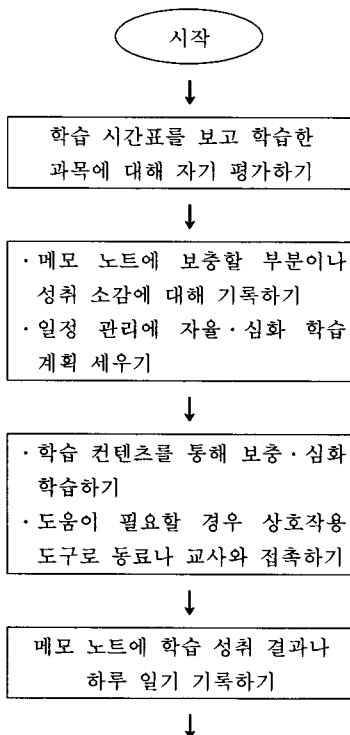 시작
학습 시간표를 보고 학습한
과목에 대해 자기 평가하기
· 메모 노트에 보충할 부분이나
성취 소감에 대해 기록하기
· 일정 관리에 자율 · 심화 학습
계획 세우기
· 학습 컨텐츠를 통해 보충 · 심화
학습하기
· 도움이 필요할 경우 상호작용
도구로 동료나 교사와 접촉하기
메모 노트에 학습 성취 결과나
하루 일기 기록하기